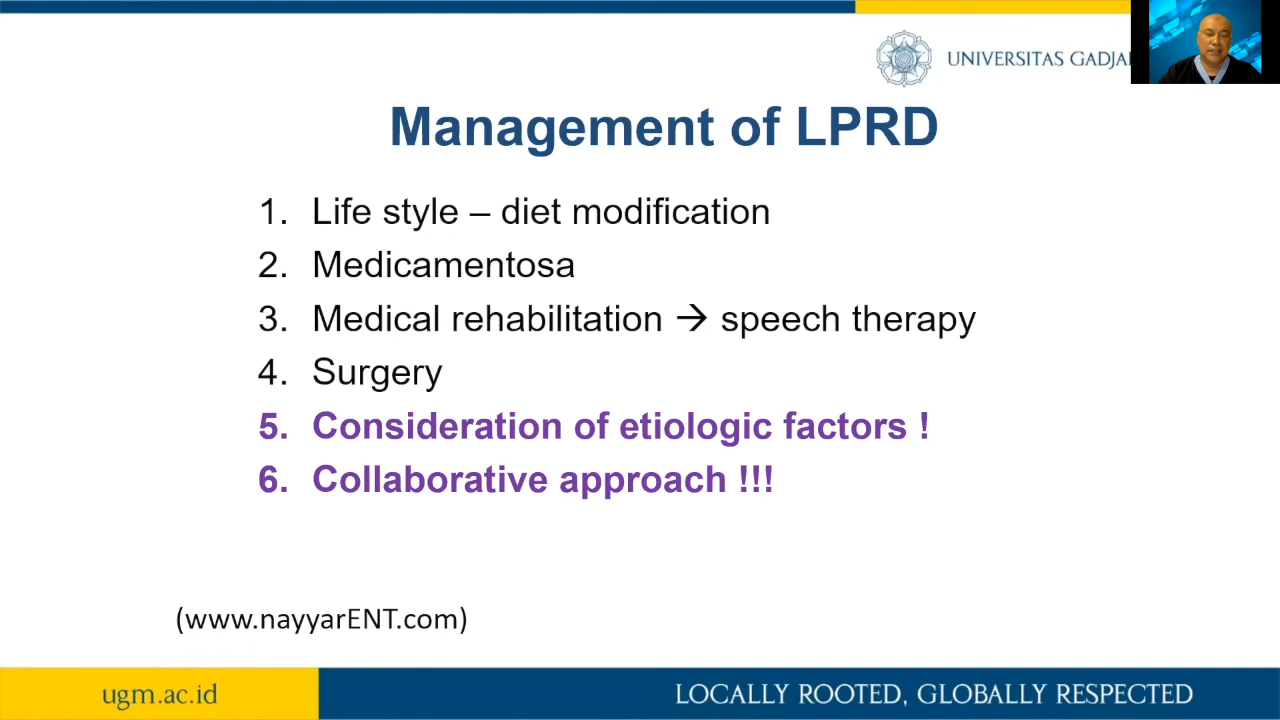 UNIVERSITAS
Management of LPRD
1. Life style – diet modification
2. Medicamentosa
3. Medical rehabilitation → speech therapy
4. Surgery
5. Consideration of etiologic factors !
6. Collaborative approach !!!
(www.nayyarENT.com)
ugm.ac.id
LOCALLY ROOTED, GLOBALLY RESPECTED